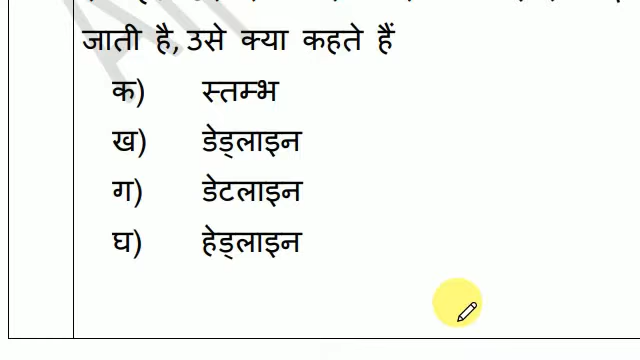 जाती है, उसे क्या कहते हैं
क) स्तम्भ
ख) डेड्लाइन
ग) डेटलाइन
घ) हेड्लाइन